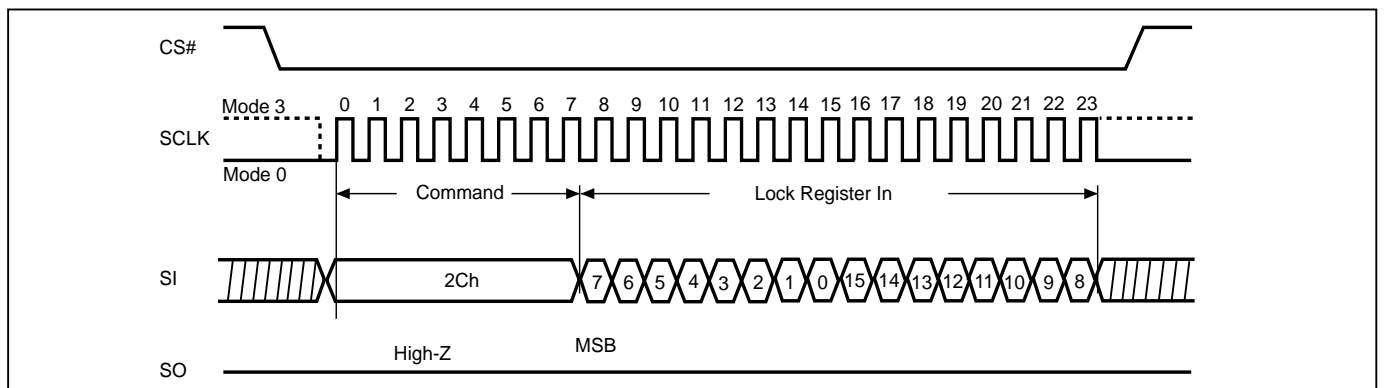 CS#
Mode 3
0 1 2 3 4 5 6 7 8 9 10 11 12 13 14 15 16 17 18 19 20 21 22 23
SCLK
Mode 0
Command
Lock Register In
SI
2Ch
7 6 5 4 3 2 1 0 15 14 13 12 11 10 9 8
High-Z
MSB
SO